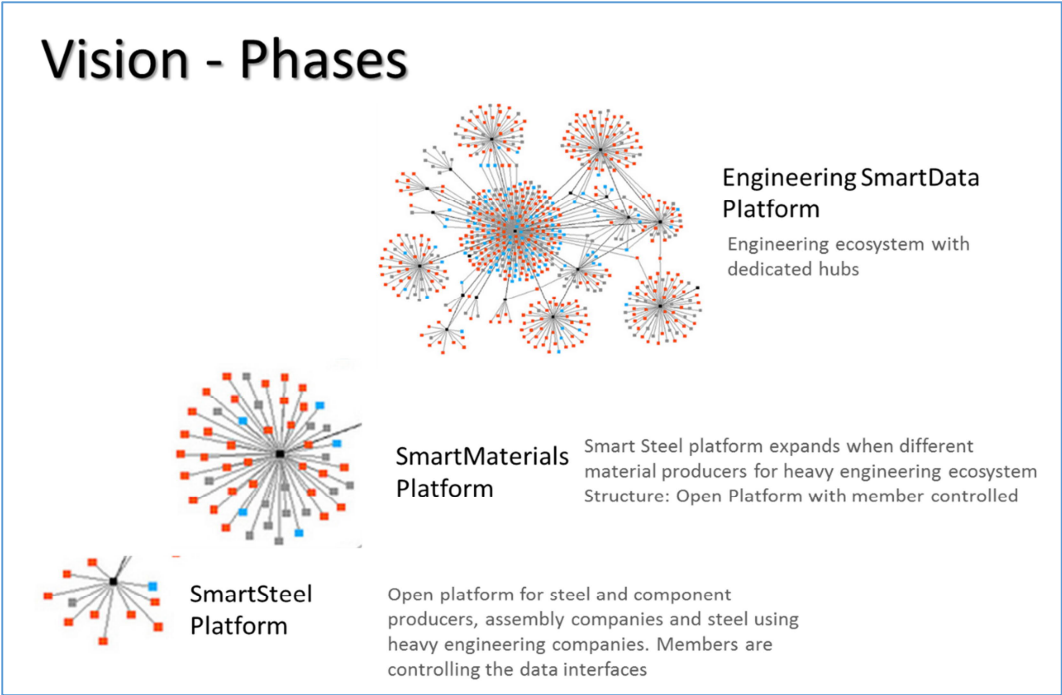 Vision - Phases
Engineering SmartData
Platform
Engineering ecosystem with
dedicated hubs
SmartMaterials
Platform
Smart Steel platform expands when different
material producers for heavy engineering ecosystem
Structure: Open Platform with member controlled
SmartSteel
Platform
Open platform for steel and component
producers, assembly companies and steel using
heavy engineering companies. Members are
controlling the data interfaces